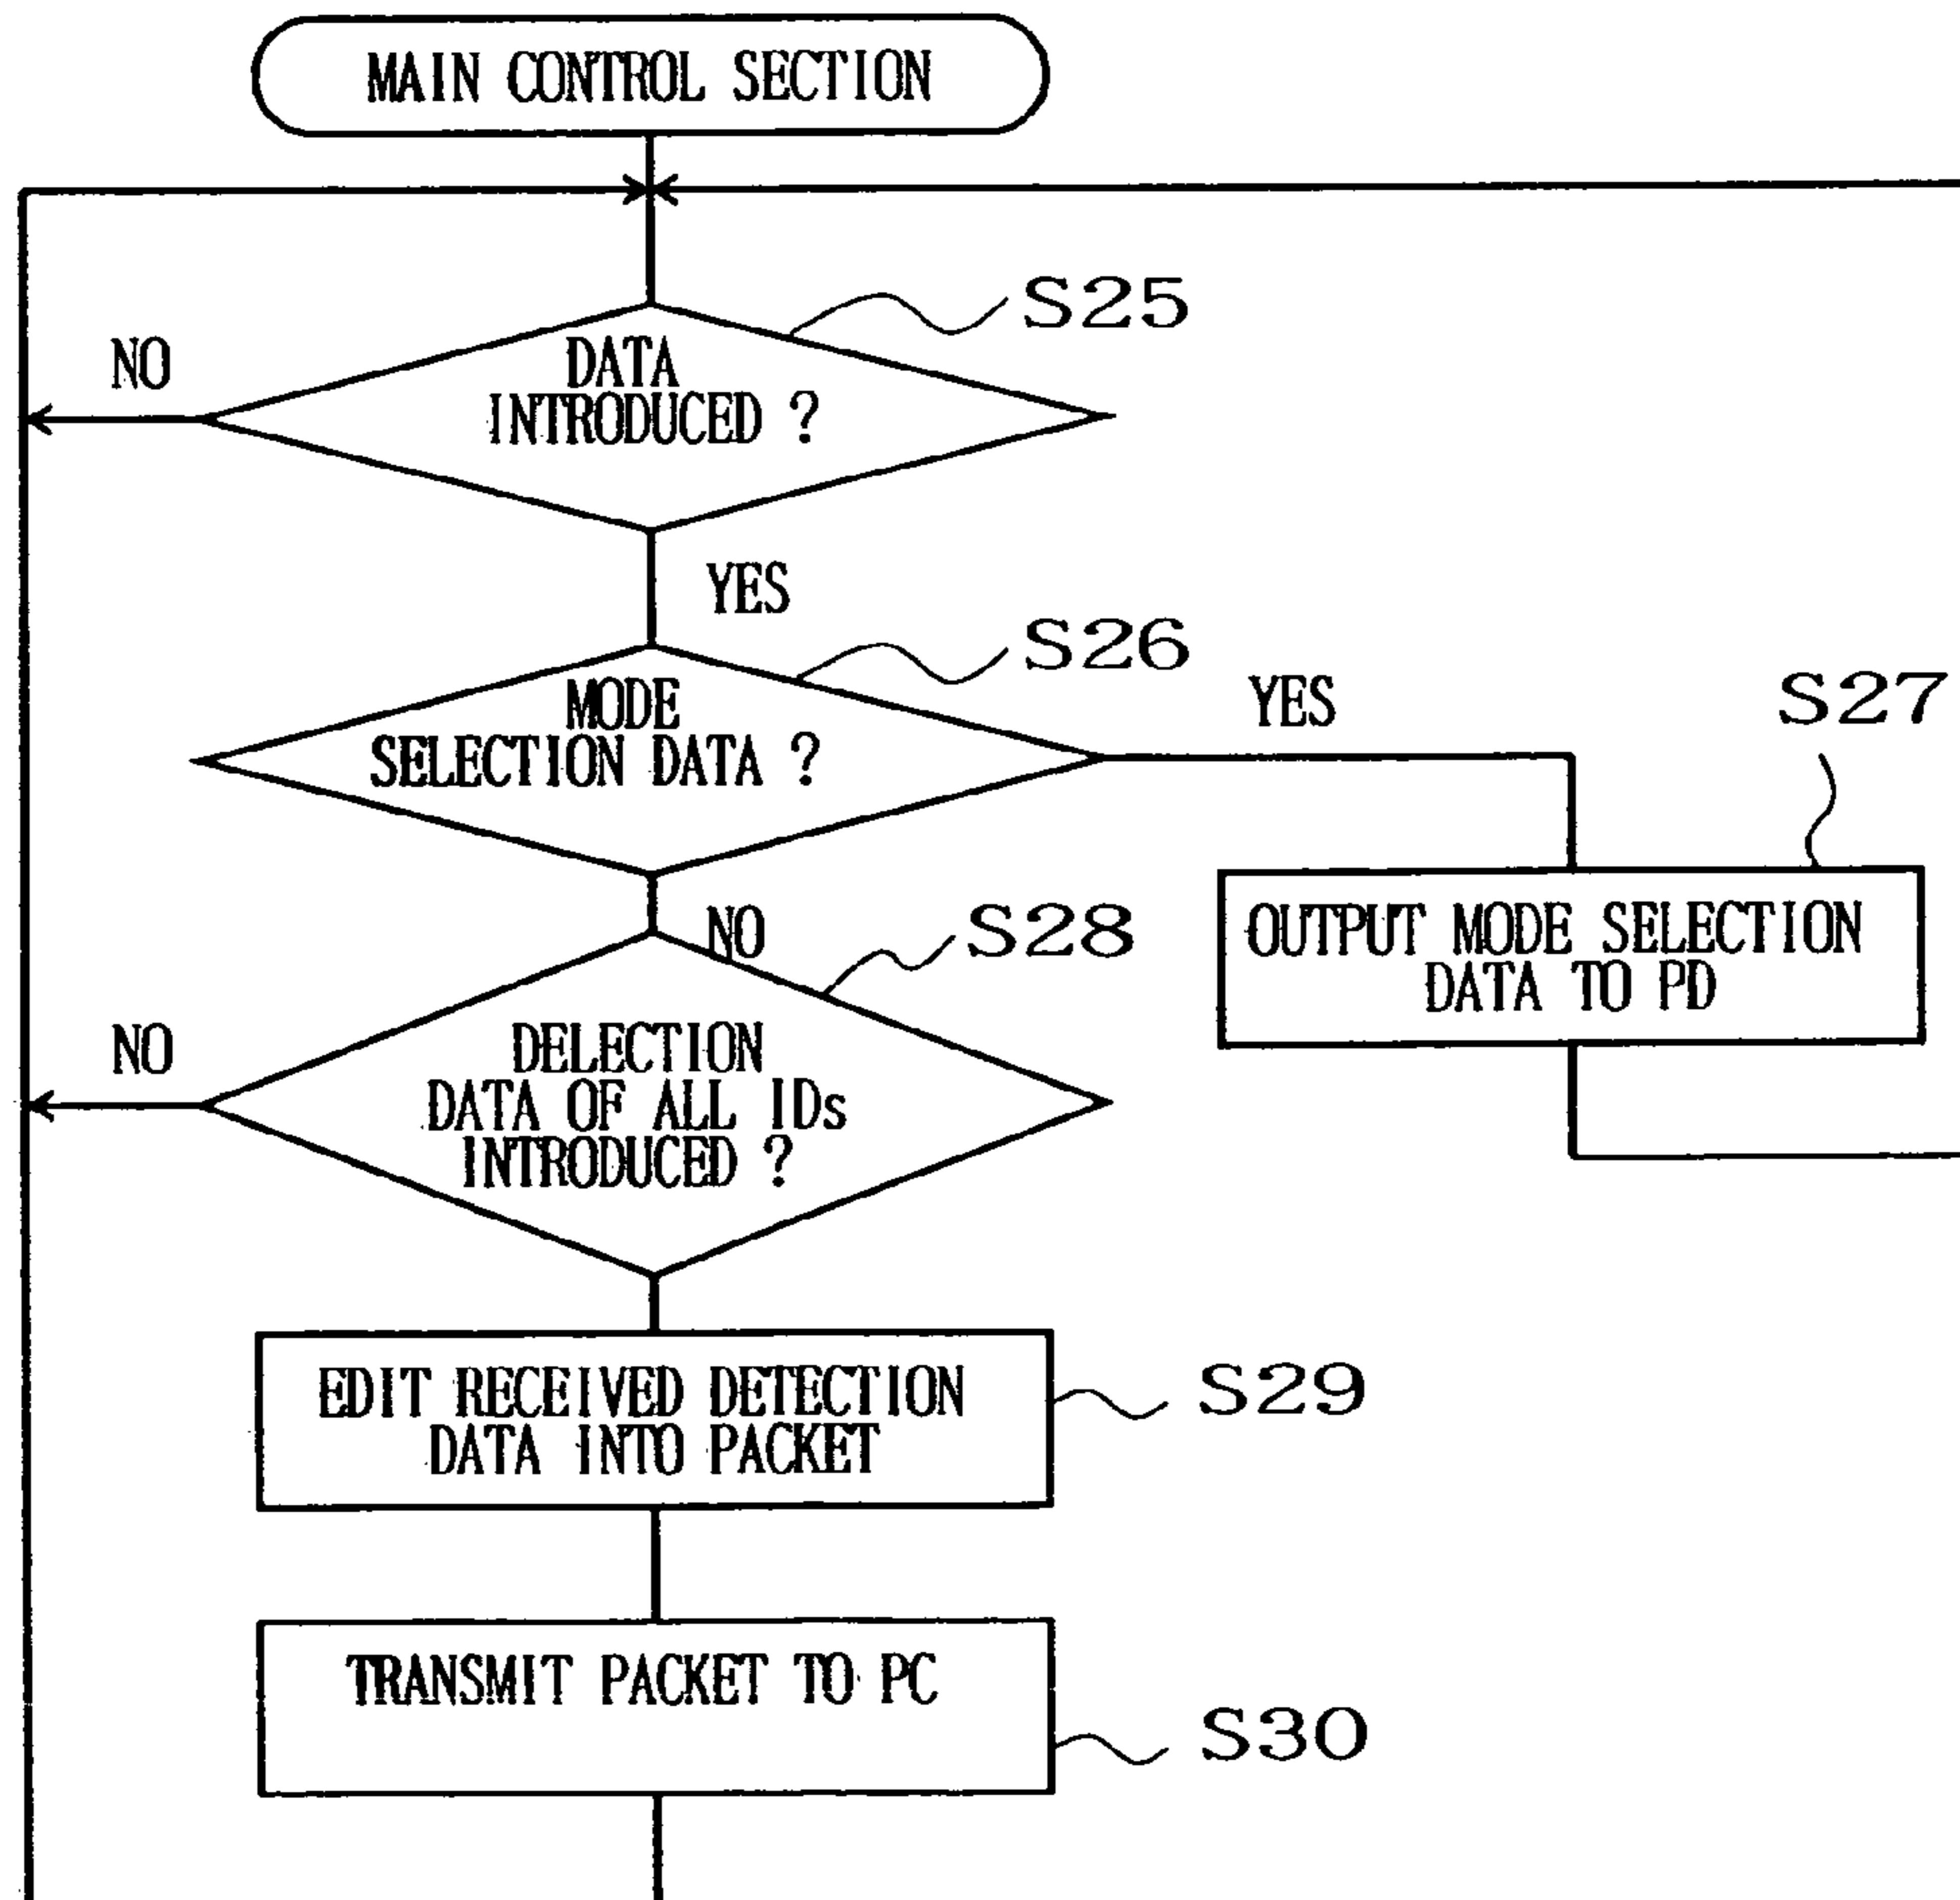 MAIN CONTROL SECTION
S25
NO
DATA
INTRODUCED ?
YES
S26
YES
S27
MODE
SELECTION DATA ?
NO
S28
OUTPUT MODE SELECTION
DATA TO PD
NO
DELECTION
DATA OF ALL IDs
INTRODUCED ?
EDIT RECEIVED DETECTION
DATA INTO PACKET
S29
TRANSMIT PACKET TO PC
S30